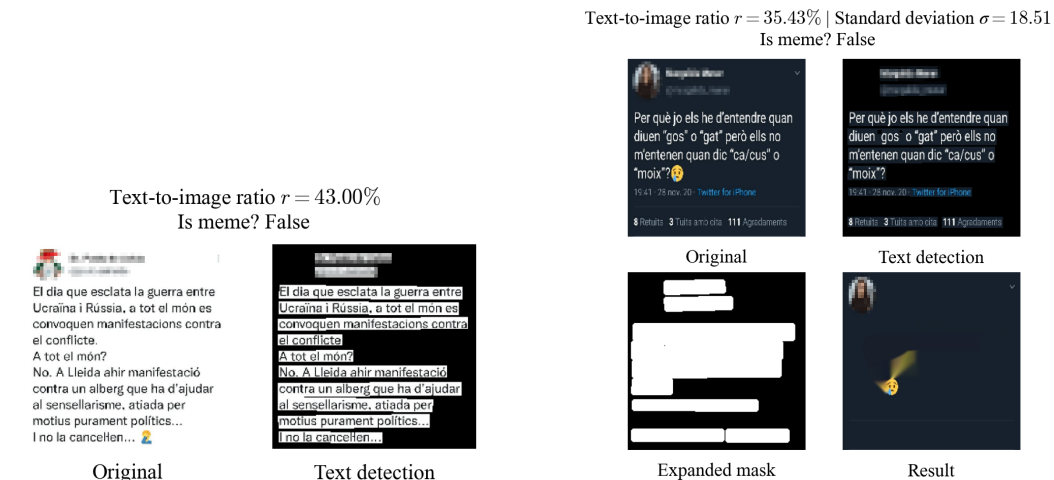 Text-to-image ratio r = 35.43% | Standard deviation σ = 18.51
Is meme? False
Per què jo els he d'entendre quan
diuen "gos" o "gat" però ells no
m'entenen quan dic "ca/cus" o
"moix"?😢
19:41 · 28 nov. 20 · Twitter for iPhone
8 Retuits 3 Tuits amb cita 111 Agradaments
Original
Per què jo els he d'entendre quan
diuen gos o "gat" però ells no
m'entenen quan dic "ca/cus" o
"moix"?
19:41 · 28 nov. 20 · Twitter for iPhone
8 Retuits 3 Tuits amb cita 111 Agradaments
Text detection
Expanded mask
Result
Text-to-image ratio r = 43.00%
Is meme? False
El dia que esclata la guerra entre
Ucraïna i Rússia, a tot el món es
convoquen manifestacions contra
el conflicte.
A tot el món?
No. A Lleida ahir manifestació
contra un alberg que ha d'ajudar
al sensellarisme, atiada per
motius purament polítics...
I no la cancel·len...
Original
El dia que esclata la guerra entre
Ucraïna i Rússia, a tot el món es
convoquen manifestacions contra
el conflicte
A tot el món?
No. A Lleida ahir manifestació
contra un alberg que ha d'ajudar
al sensellarisme, atiada per
motius purament polítics...
I no la cancel·len...
Text detection